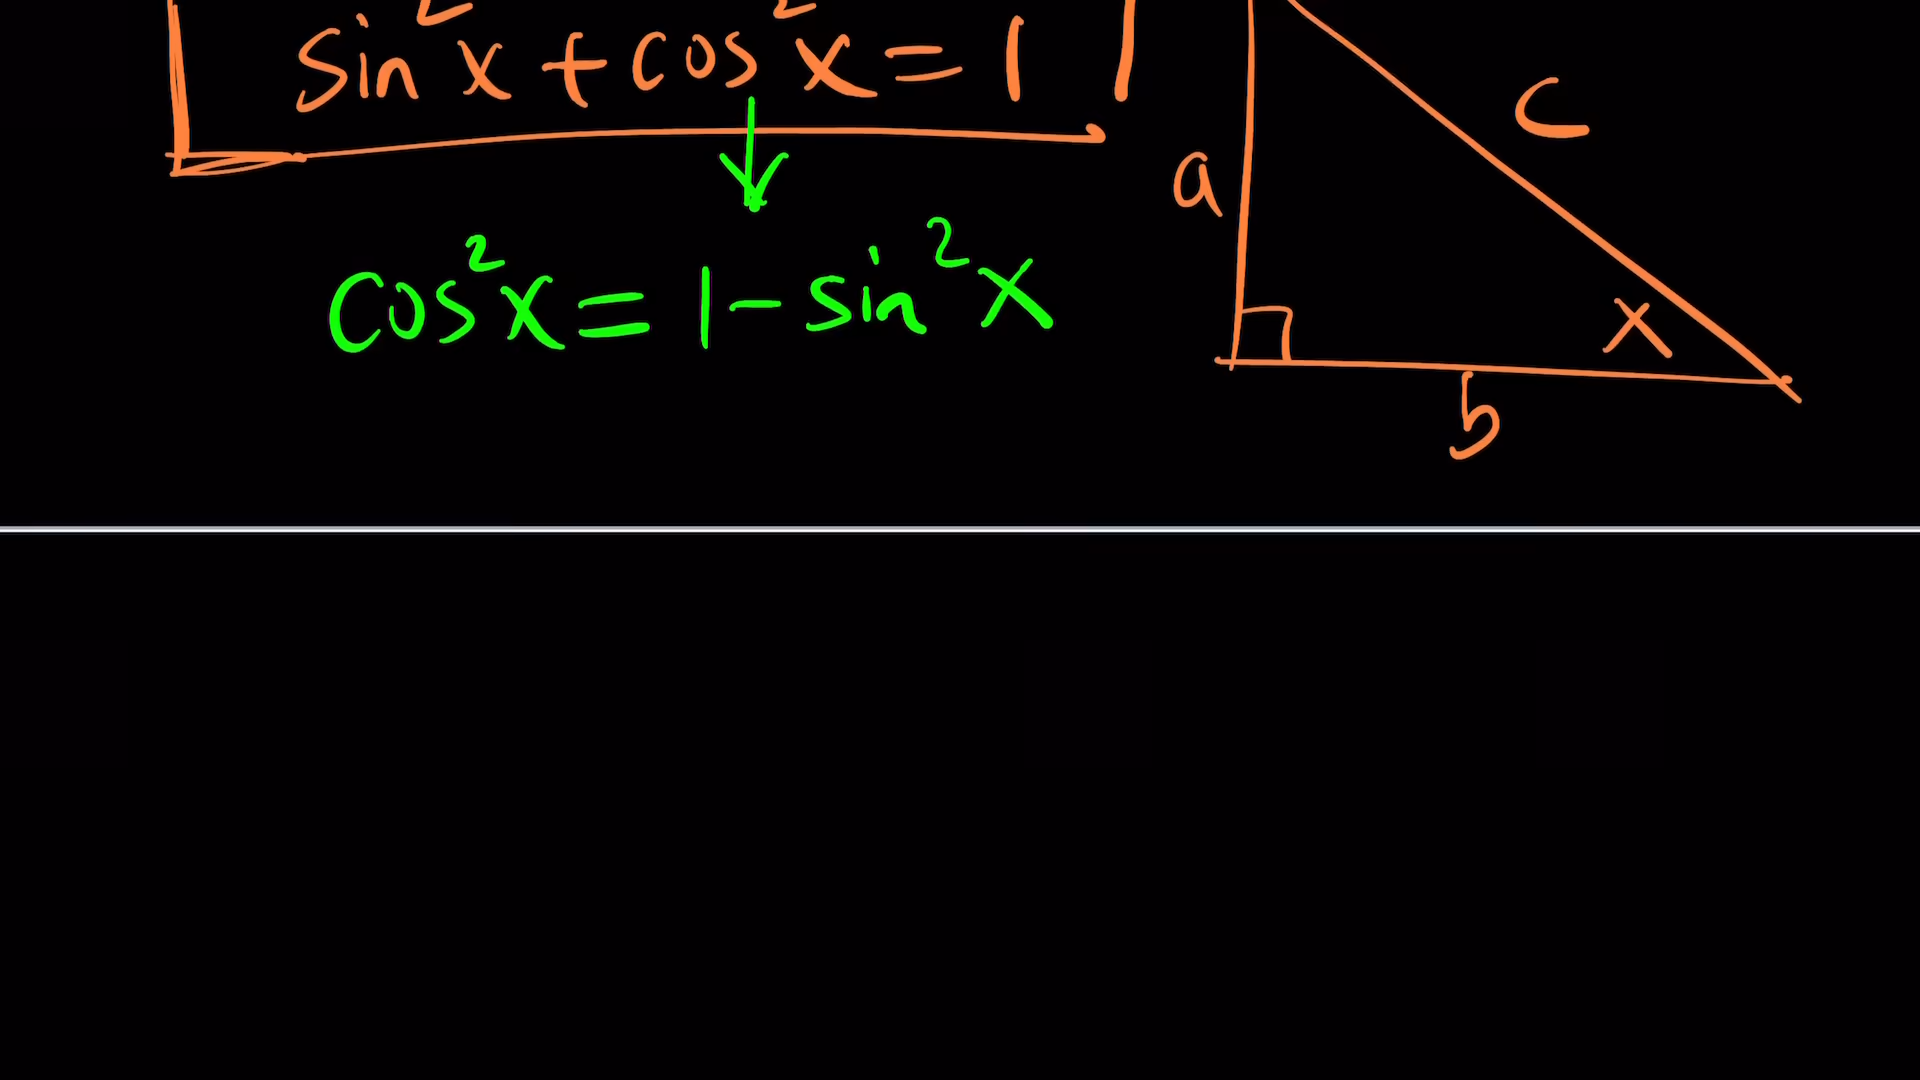 sin²x + cos²x = 1
c
a
cos²x = 1 - sin²x
x
b